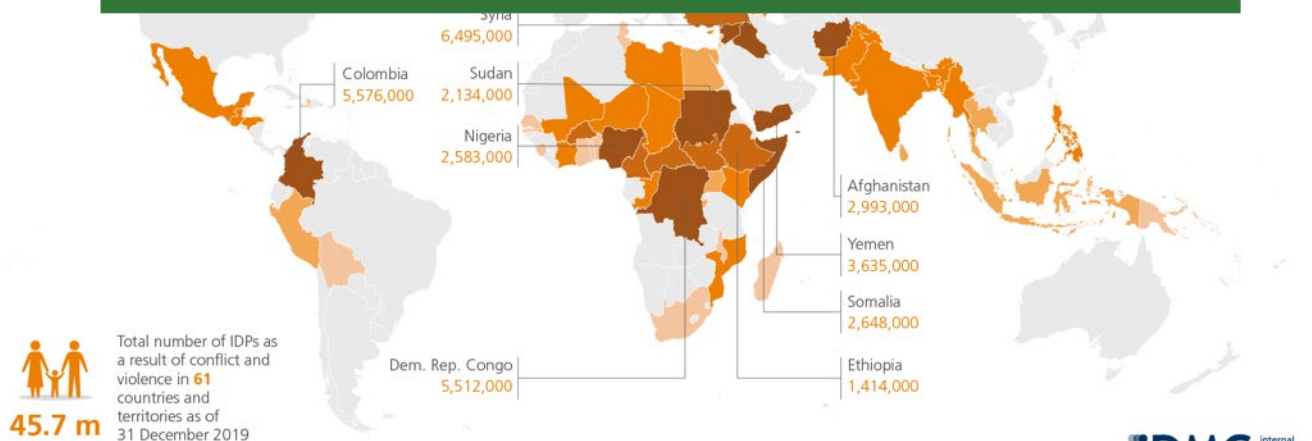 Syria
6,495,000
Colombia
5,576,000
Sudan
2,134,000
Nigeria
2,583,000
Afghanistan
2,993,000
Yemen
3,635,000
Somalia
2,648,000
Dem. Rep. Congo
5,512,000
Ethiopia
1,414,000
Total number of IDPs as
a result of conflict and
violence in 61
countries and
territories as of
31 December 2019
45.7 m
internal